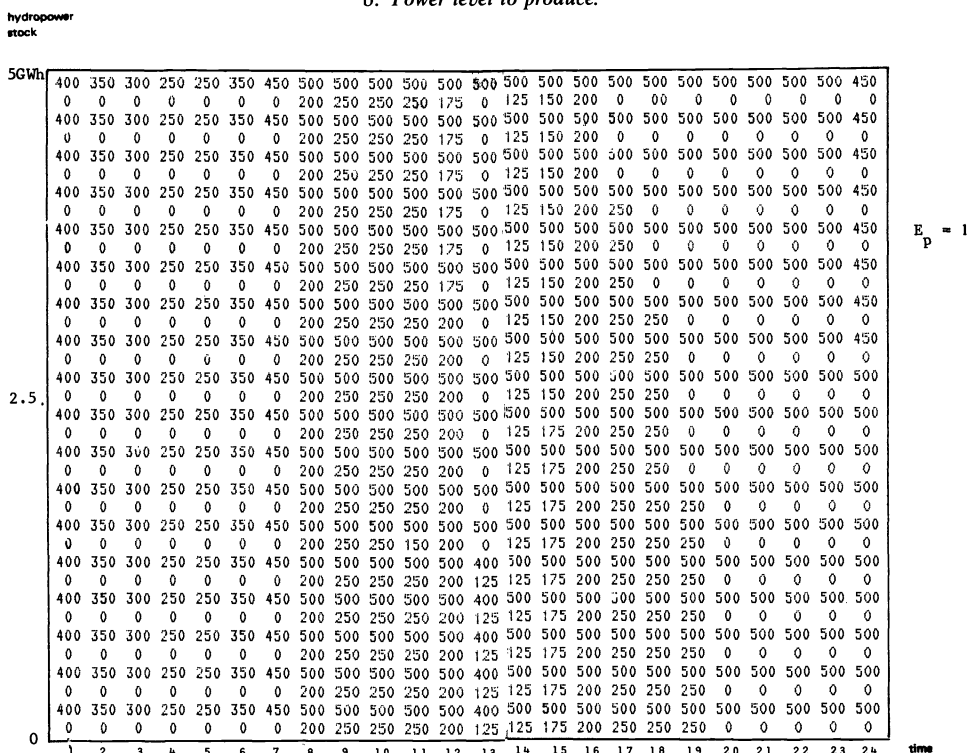 b. Power level to produce.
hydropower
stock
5GWh
400 350 300 250 250 350 450 500 500 500 500 500 500 500 500 500 500 500 500 500 500 500 500 450
0 0 0 0 0 0 0 200 250 250 250 175 0 125 150 200 0 00 0 0 0 0 0 0
400 350 300 250 250 350 450 500 500 500 500 500 500 500 500 500 500 500 500 500 500 500 500 450
0 0 0 0 0 0 0 200 250 250 250 175 0 125 150 200 0 0 0 0 0 0 0 0
400 350 300 250 250 350 450 500 500 500 500 500 500 500 500 500 500 500 500 500 500 500 500 450
0 0 0 0 0 0 0 200 250 250 250 175 0 125 150 200 0 0 0 0 0 0 0 0
400 350 300 250 250 350 450 500 500 500 500 500 500 500 500 500 500 500 500 500 500 500 500 450
0 0 0 0 0 0 0 200 250 250 250 175 0 125 150 200 250 0 0 0 0 0 0 0
400 350 300 250 250 350 450 500 500 500 500 500 500 500 500 500 500 500 500 500 500 500 500 450
E_p = 1
0 0 0 0 0 0 0 200 250 250 250 175 0 125 150 200 250 0 0 0 0 0 0 0
400 350 300 250 250 350 450 500 500 500 500 500 500 500 500 500 500 500 500 500 500 500 500 450
0 0 0 0 0 0 0 200 250 250 250 175 0 125 150 200 250 0 0 0 0 0 0 0
400 350 300 250 250 350 450 500 500 500 500 500 500 500 500 500 500 500 500 500 500 500 500 450
0 0 0 0 0 0 0 200 250 250 250 200 0 125 150 200 250 250 0 0 0 0 0 0
400 350 300 250 250 350 450 500 500 500 500 500 500 500 500 500 500 500 500 500 500 500 500 450
0 0 0 0 0 0 0 200 250 250 250 200 0 125 150 200 250 250 0 0 0 0 0 0
400 350 300 250 250 350 450 500 500 500 500 500 500 500 500 500 500 500 500 500 500 500 500 500
2.5
0 0 0 0 0 0 0 200 250 250 250 200 0 125 150 200 250 250 0 0 0 0 0 0
400 350 300 250 250 350 450 500 500 500 500 500 500 500 500 500 500 500 500 500 500 500 500 500
0 0 0 0 0 0 0 200 250 250 250 200 0 125 175 200 250 250 0 0 0 0 0 0
400 350 300 250 250 350 450 500 500 500 500 500 500 500 500 500 500 500 500 500 500 500 500 500
0 0 0 0 0 0 0 200 250 250 250 200 0 125 175 200 250 250 0 0 0 0 0 0
400 350 300 250 250 350 450 500 500 500 500 500 500 500 500 500 500 500 500 500 500 500 500 500
0 0 0 0 0 0 0 200 250 250 250 200 0 125 175 200 250 250 250 0 0 0 0 0
400 350 300 250 250 350 450 500 500 500 500 500 500 500 500 500 500 500 500 500 500 500 500 500
0 0 0 0 0 0 0 200 250 250 150 200 0 125 175 200 250 250 250 0 0 0 0 0
400 350 300 250 250 350 450 500 500 500 500 500 400 500 500 500 500 500 500 500 500 500 500 500
0 0 0 0 0 0 0 200 250 250 250 200 125 125 175 200 250 250 250 0 0 0 0 0
400 350 300 250 250 350 450 500 500 500 500 500 400 500 500 500 500 500 500 500 500 500 500 500
0 0 0 0 0 0 0 200 250 250 250 200 125 125 175 200 250 250 250 0 0 0 0 0
400 350 300 250 250 350 450 500 500 500 500 500 400 500 500 500 500 500 500 500 500 500 500 500
0 0 0 0 0 0 0 200 250 250 250 200 125 125 175 200 250 250 250 0 0 0 0 0
400 350 300 250 250 350 450 500 500 500 500 500 400 500 500 500 500 500 500 500 500 500 500 500
0 0 0 0 0 0 0 200 250 250 250 200 125 125 175 200 250 250 250 0 0 0 0 0
400 350 300 250 250 350 450 500 500 500 500 500 400 500 500 500 500 500 500 500 500 500 500 500
0 0 0 0 0 0 0 200 250 250 250 200 125 125 175 200 250 250 250 0 0 0 0 0
0
1 2 3 4 5 6 7 8 9 10 11 12 13 14 15 16 17 18 19 20 21 22 23 24 time